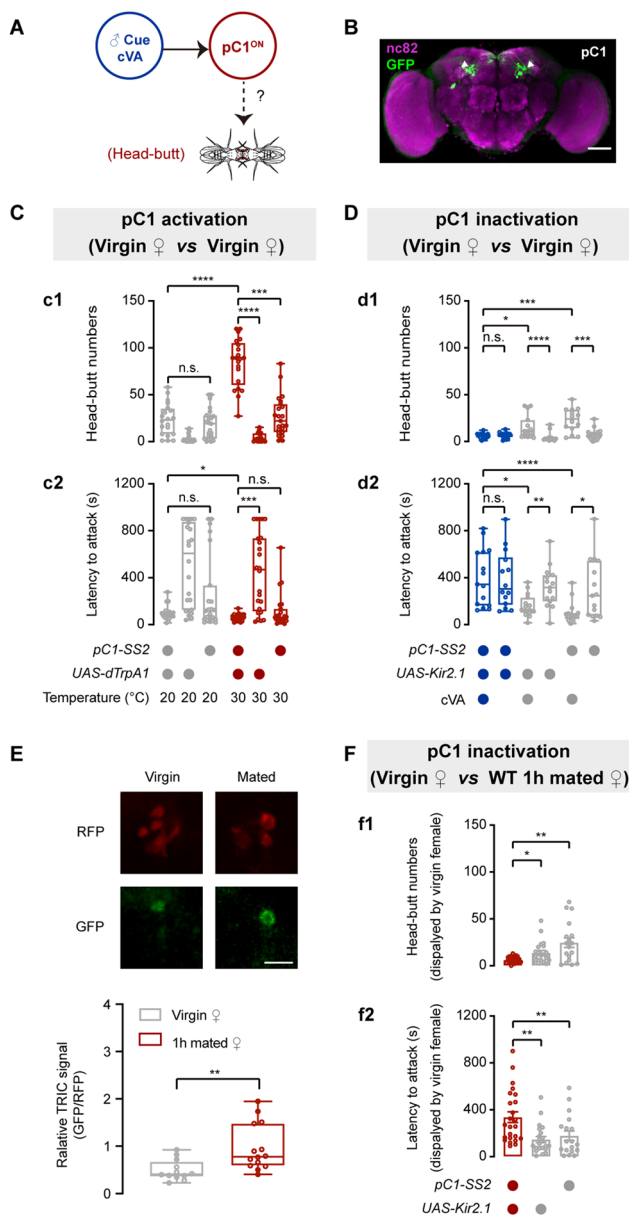 A
♂ Cue
cVA
pC1ON
?
(Head-butt)
B
nc82
GFP
pC1
C
pC1 activation
(Virgin ♀ vs Virgin ♀)
c1
Head-butt numbers
150
100
50
0
n.s.
****
****
***
c2
Latency to attack (s)
1200
800
400
0
n.s.
*
***
n.s.
pC1-SS2
UAS-dTrpA1
Temperature (°C) 20 20 20 30 30 30
D
pC1 inactivation
(Virgin ♀ vs Virgin ♀)
d1
Head-butt numbers
150
100
50
0
***
*
n.s. **** ***
d2
Latency to attack (s)
1200
800
400
0
****
*
n.s. ** *
pC1-SS2
UAS-Kir2.1
cVA
E
Virgin Mated
RFP
GFP
Ralative TRIC signal
(GFP/RFP)
4
3
2
1
0
Virgin ♀
1h mated ♀
**
F
pC1 inactivation
(Virgin ♀ vs WT 1h mated ♀)
f1
Head-butt numbers
(dispalyed by virgin female)
150
100
50
0
**
*
f2
Latency to attack (s)
(dispalyed by virgin female)
1200
800
400
0
**
**
pC1-SS2
UAS-Kir2.1